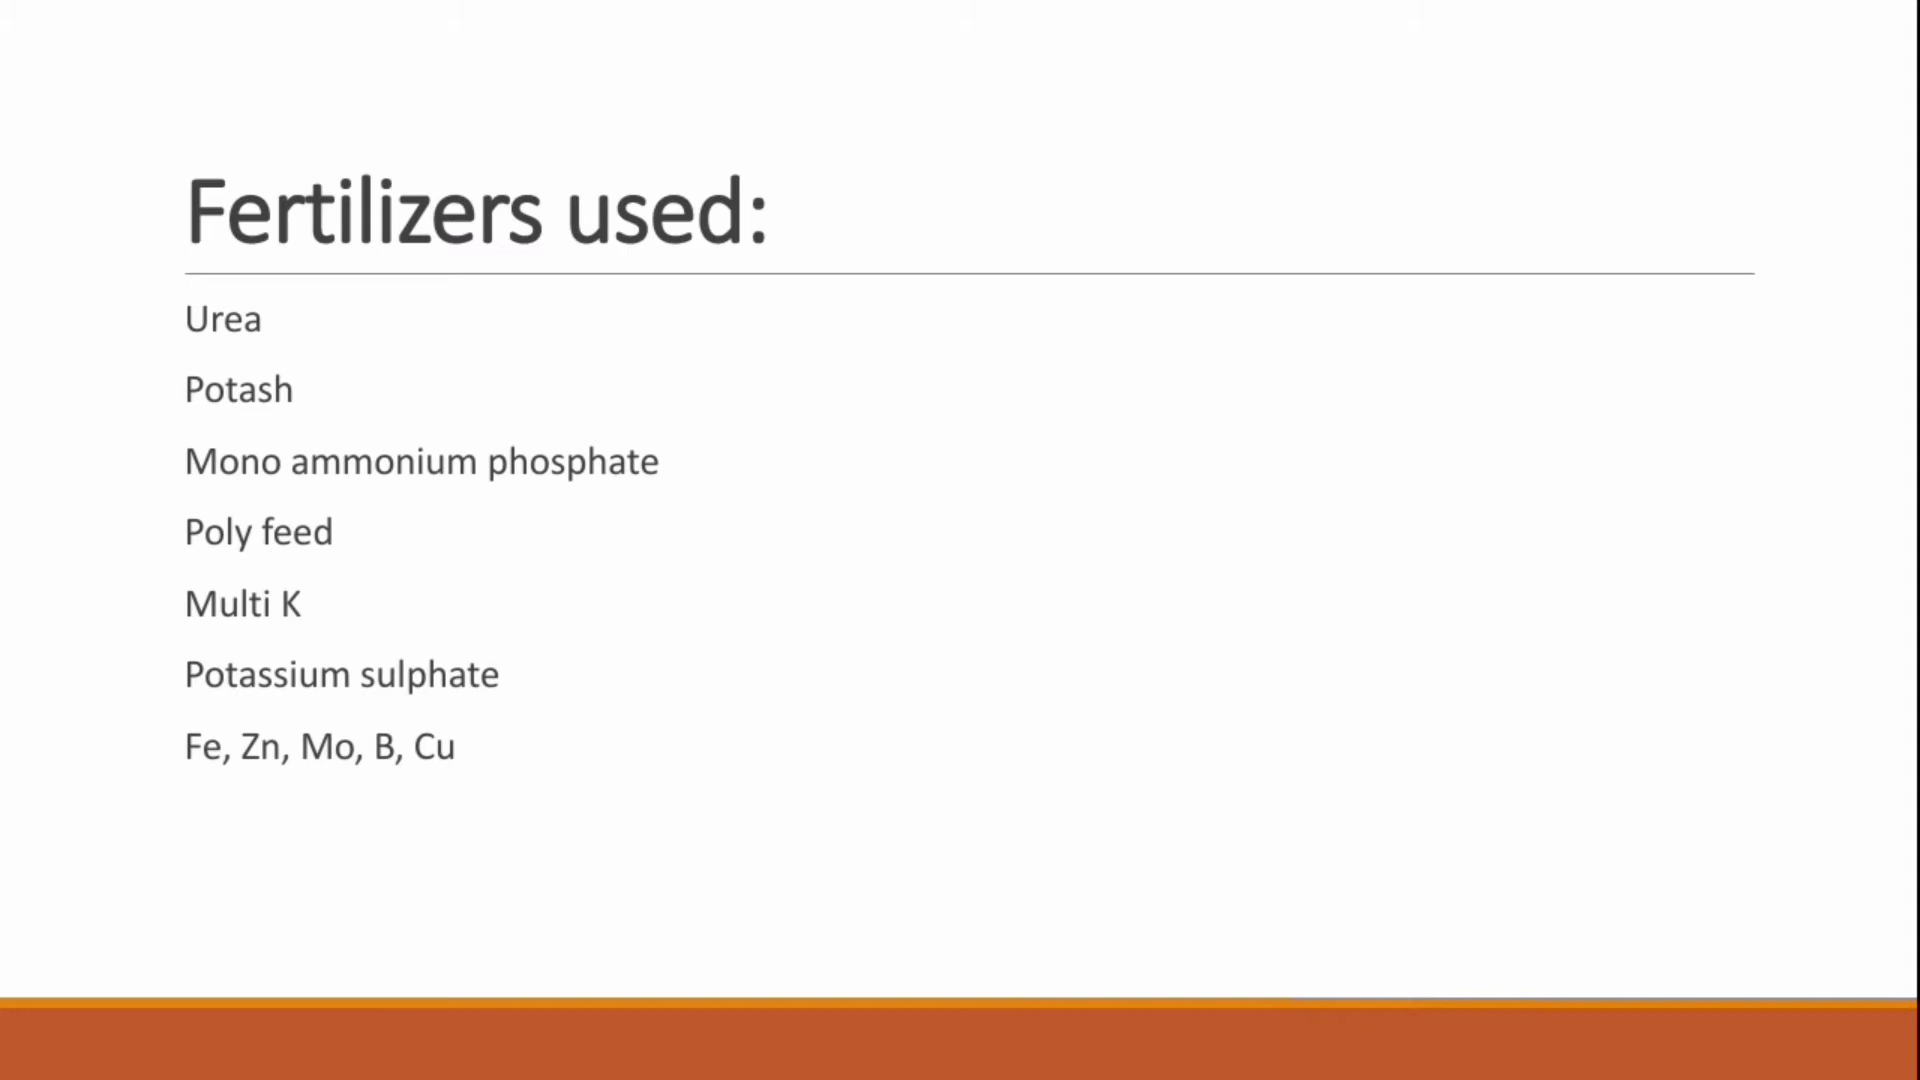 Fertilizers used:
Urea
Potash
Mono ammonium phosphate
Poly feed
Multi K
Potassium sulphate
Fe, Zn, Mo, B, Cu